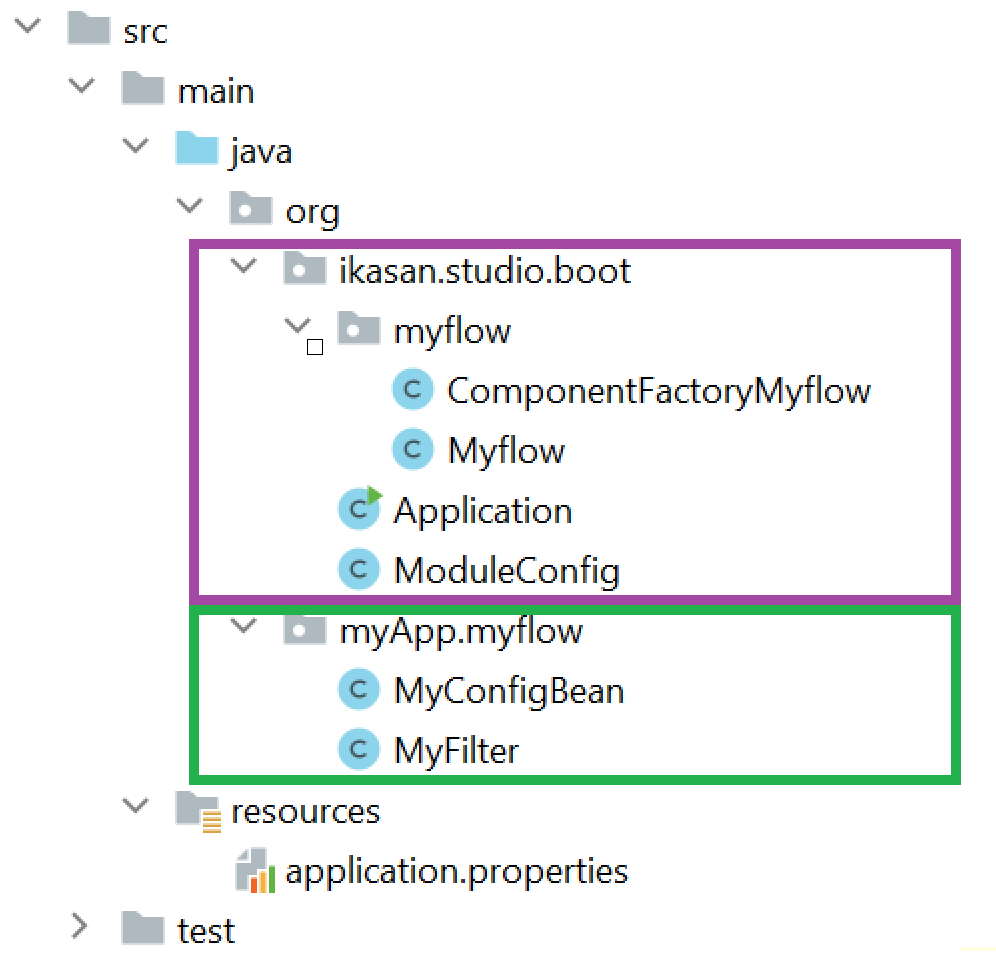 src
main
java
org
ikasan.studio.boot
myflow
C ComponentFactoryMyflow
C Myflow
C Application
C ModuleConfig
myApp.myflow
C MyConfigBean
C MyFilter
resources
application.properties
test